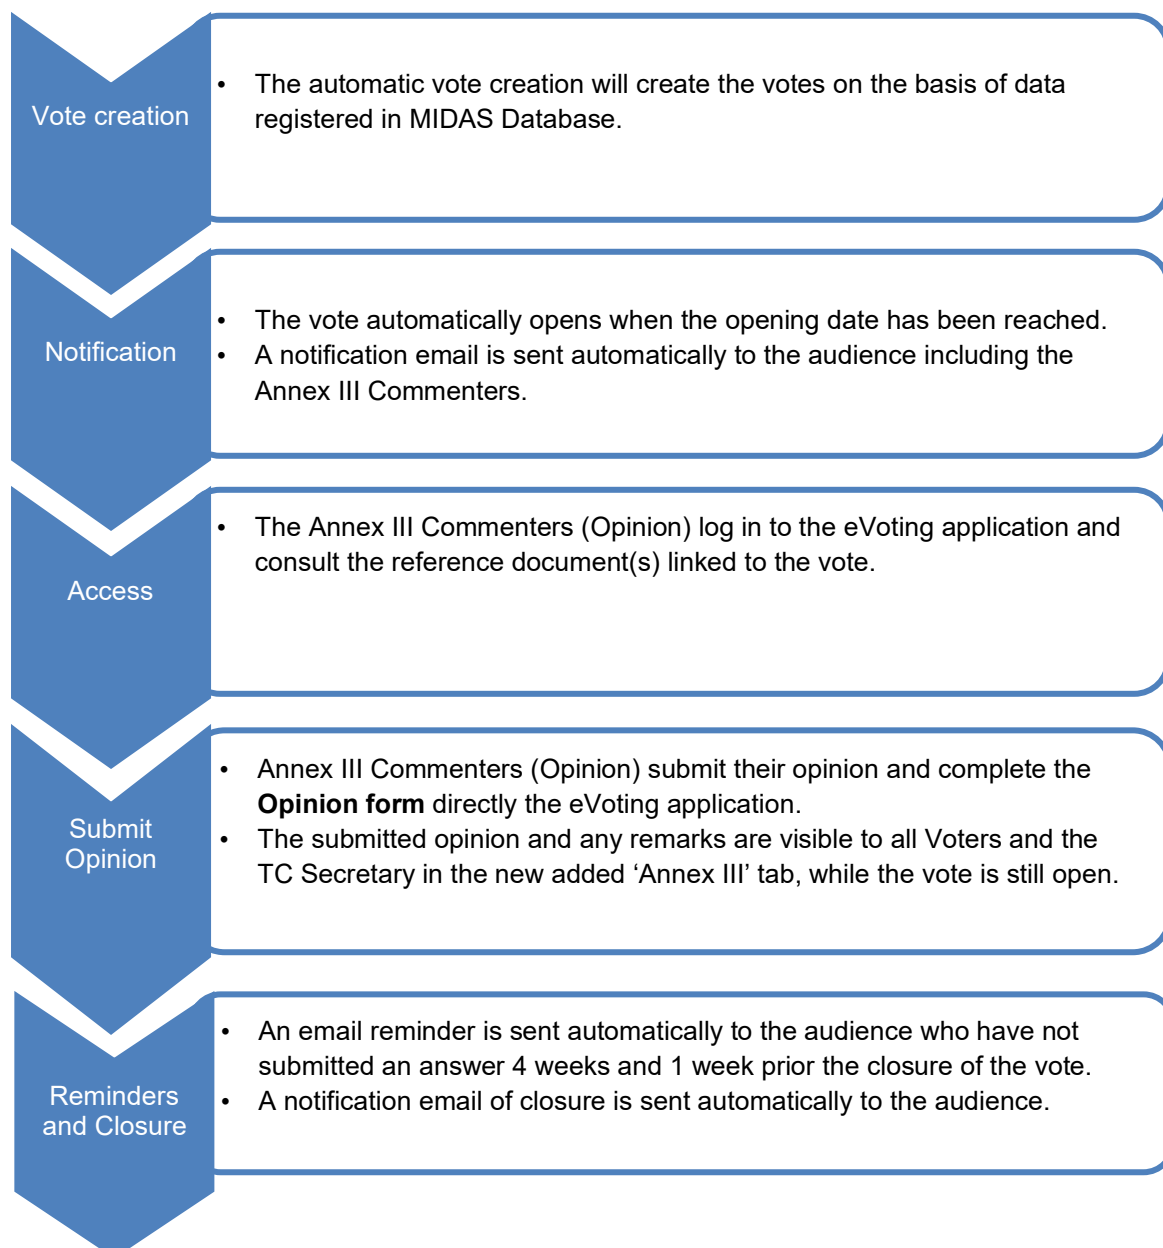 Vote creation
• The automatic vote creation will create the votes on the basis of data
registered in MIDAS Database.
Notification
• The vote automatically opens when the opening date has been reached.
• A notification email is sent automatically to the audience including the
Annex III Commenters.
Access
• The Annex III Commenters (Opinion) log in to the eVoting application and
consult the reference document(s) linked to the vote.
Submit
Opinion
• Annex III Commenters (Opinion) submit their opinion and complete the
Opinion form directly the eVoting application.
• The submitted opinion and any remarks are visible to all Voters and the
TC Secretary in the new added ‘Annex III’ tab, while the vote is still open.
Reminders
and Closure
• An email reminder is sent automatically to the audience who have not
submitted an answer 4 weeks and 1 week prior the closure of the vote.
• A notification email of closure is sent automatically to the audience.